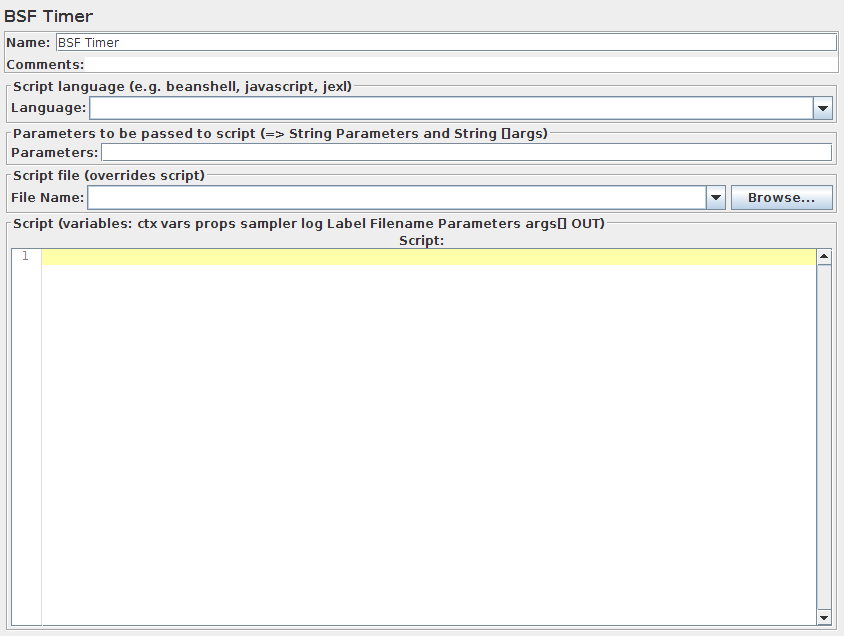 BSF Timer
Name: BSF Timer
Comments:
Script language (e.g. beanshell, javascript, jexl)
Language:
Parameters to be passed to script (=> String Parameters and String []args)
Parameters:
Script file (overrides script)
File Name: Browse...
Script (variables: ctx vars props sampler log Label Filename Parameters args[] OUT)
Script:
1